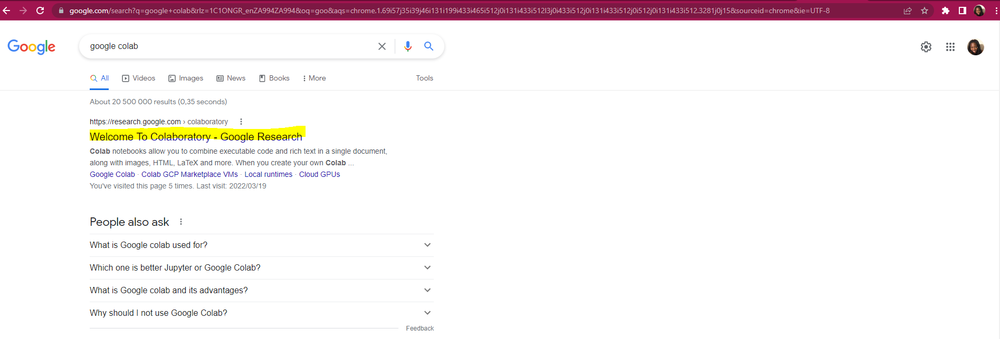 google.com/search?q=google+colab&rlz=1C1ONGR_enZA994ZA994&oq=goo&aqs=chrome.1.69i57j35i39j46i131i199i433i465i512j0i131i433i512l3j0i433i512j0i131i433i512j0i512j0i131i433i512.3281j0j15&sourceid=chrome&ie=UTF-8
Google
google colab
All Videos Images News Books More Tools
About 20 500 000 results (0,35 seconds)
https://research.google.com › colaboratory
Welcome To Colaboratory - Google Research
Colab notebooks allow you to combine executable code and rich text in a single document,
along with images, HTML, LaTeX and more. When you create your own Colab ...
Google Colab · Colab GCP Marketplace VMs · Local runtimes · Cloud GPUs
You've visited this page 5 times. Last visit: 2022/03/19
People also ask
What is Google colab used for?
Which one is better Jupyter or Google Colab?
What is Google colab and its advantages?
Why should I not use Google Colab?
Feedback